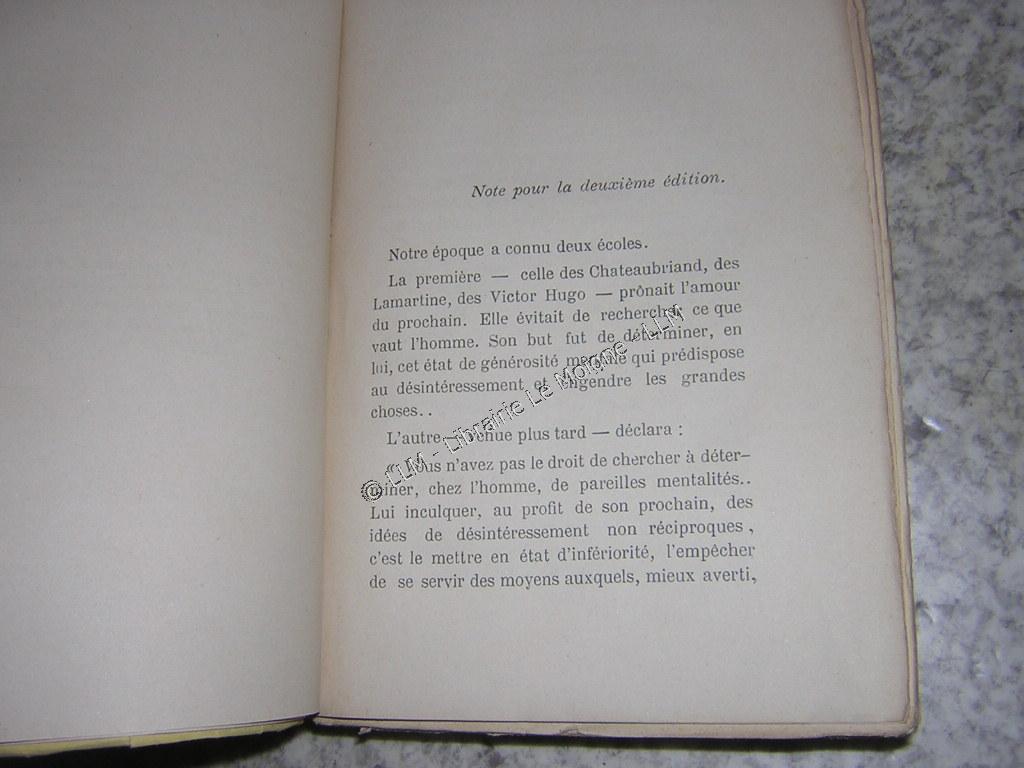 Note pour la deuxième édition.
Notre époque a connu deux écoles.
La première — celle des Chateaubriand, des
Lamartine, des Victor Hugo — prônait l'amour
du prochain. Elle évitait de rechercher ce que
vaut l'homme. Son but fut de déterminer, en
lui, cet état de générosité morale qui prédispose
au désintéressement et engendre les grandes
choses. .
L'autre — venue plus tard — déclara :
« Vous n'avez pas le droit de chercher à déter-
miner, chez l'homme, de pareilles mentalités..
Lui inculquer, au profit de son prochain, des
idées de désintéressement non réciproques ,
c'est le mettre en état d'infériorité, l'empêcher
de se servir des moyens auxquels, mieux averti,
© LLM - Librairie Le Moigne - LLM